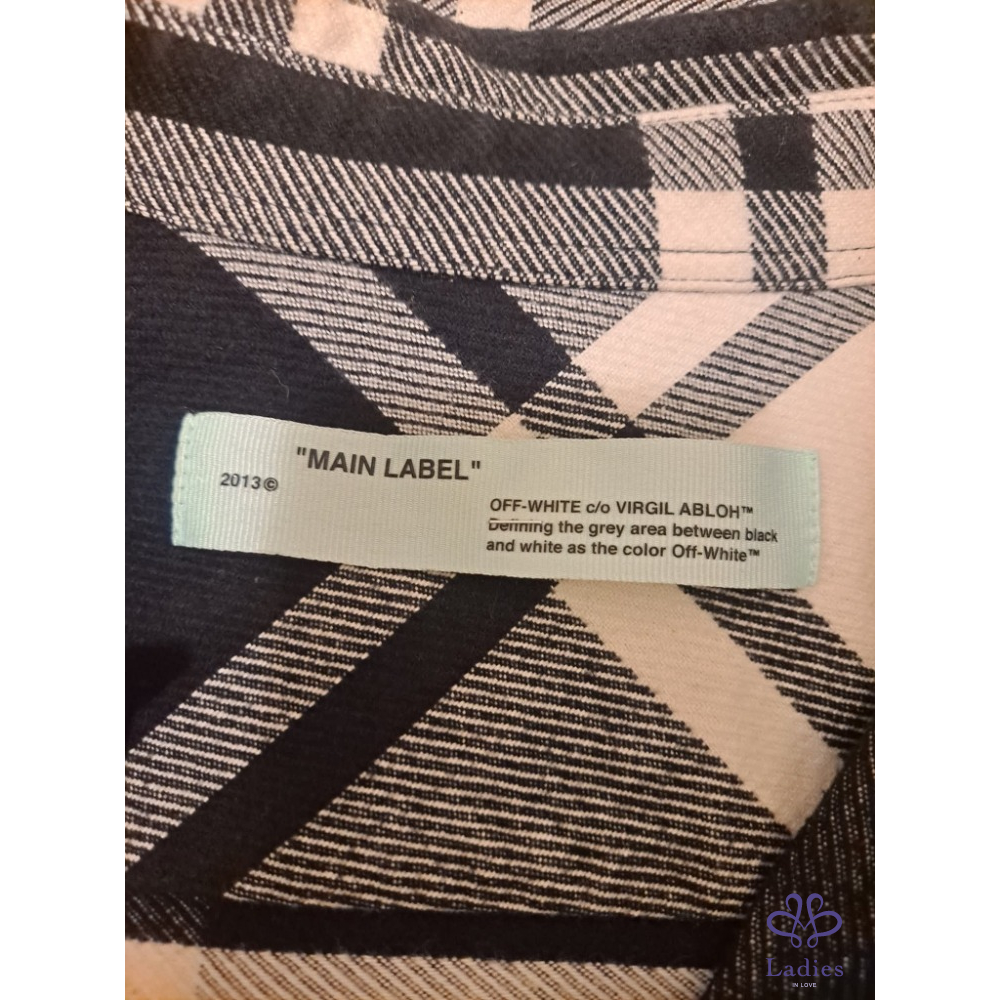 "MAIN LABEL"
2013©
OFF-WHITE c/o VIRGIL ABLOH™
Defining the grey area between black
and white as the color Off-White™
Ladies
IN LOVE